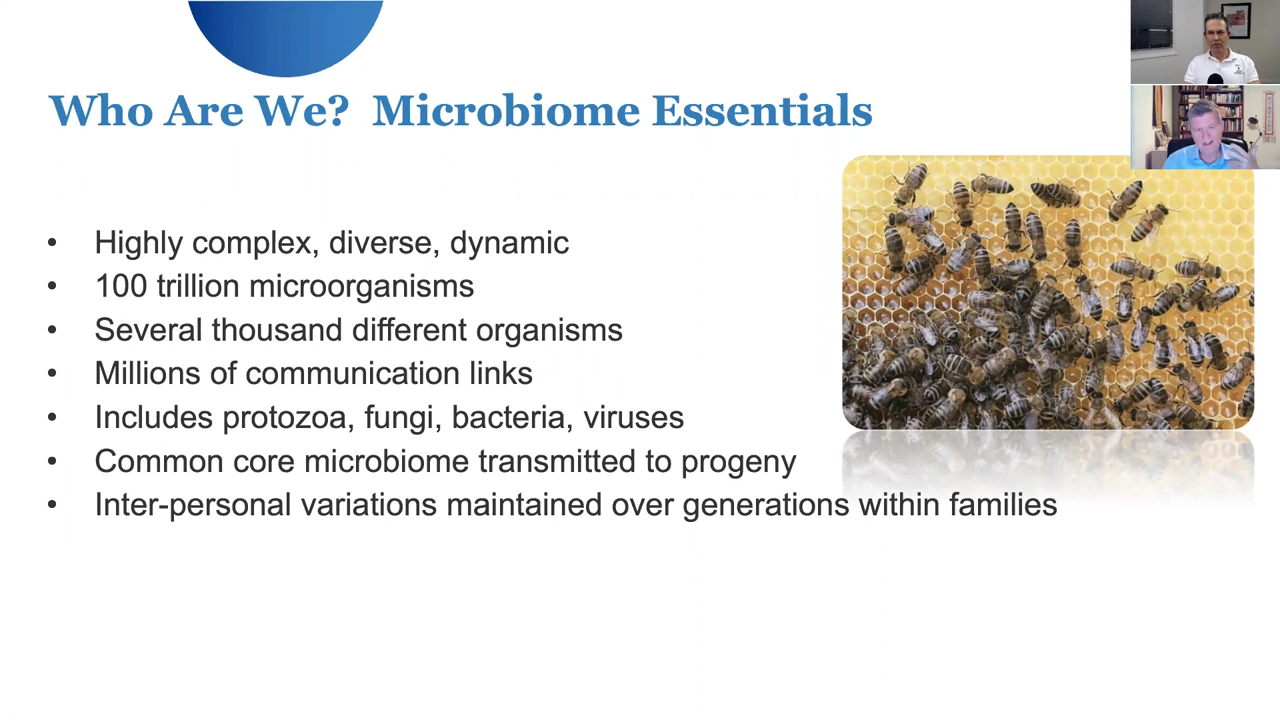 Who Are We?  Microbiome Essentials
• Highly complex, diverse, dynamic
• 100 trillion microorganisms
• Several thousand different organisms
• Millions of communication links
• Includes protozoa, fungi, bacteria, viruses
• Common core microbiome transmitted to progeny
• Inter-personal variations maintained over generations within families